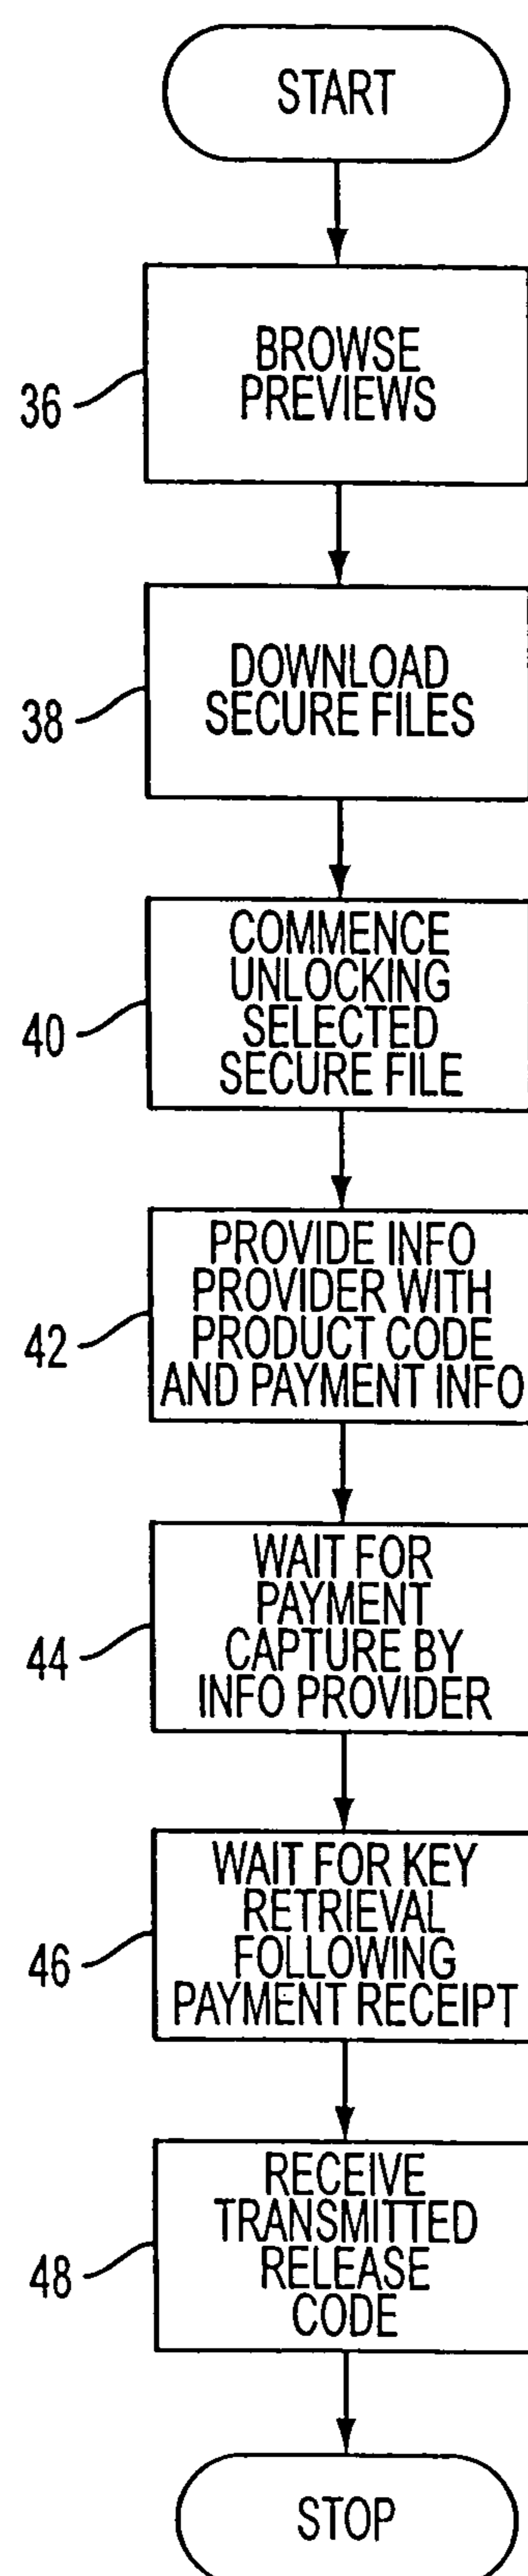 START
BROWSE
PREVIEWS
36
DOWNLOAD
SECURE FILES
38
COMMENCE
UNLOCKING
SELECTED
SECURE FILE
40
PROVIDE INFO
PROVIDER WITH
PRODUCT CODE
AND PAYMENT INFO
42
WAIT FOR
PAYMENT
CAPTURE BY
INFO PROVIDER
44
WAIT FOR KEY
RETRIEVAL
FOLLOWING
PAYMENT RECEIPT
46
RECEIVE
TRANSMITTED
RELEASE
CODE
48
STOP